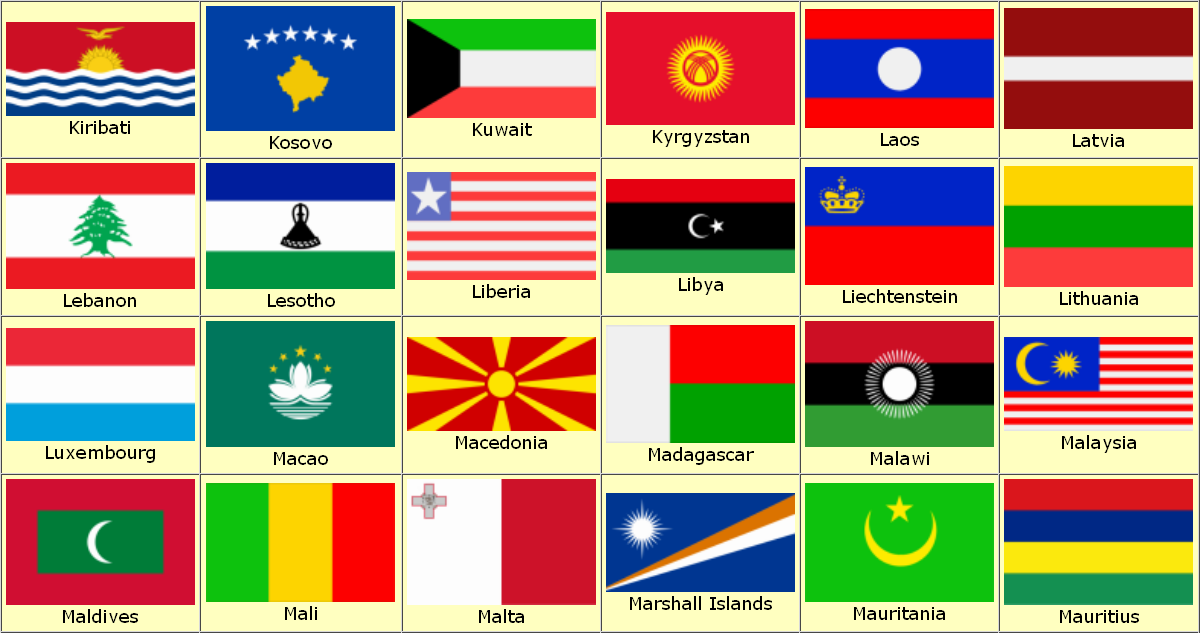 Kiribati
Kosovo
Kuwait
Kyrgyzstan
Laos
Latvia
Lebanon
Lesotho
Liberia
Libya
Liechtenstein
Lithuania
Luxembourg
Macao
Macedonia
Madagascar
Malawi
Malaysia
Maldives
Mali
Malta
Marshall Islands
Mauritania
Mauritius